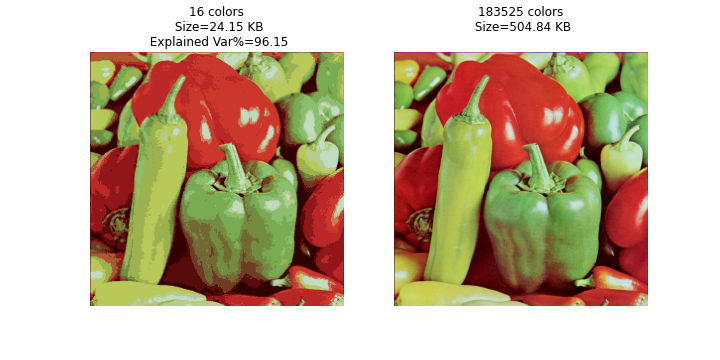 16 colors
Size=24.15 KB
Explained Var%=96.15
183525 colors
Size=504.84 KB